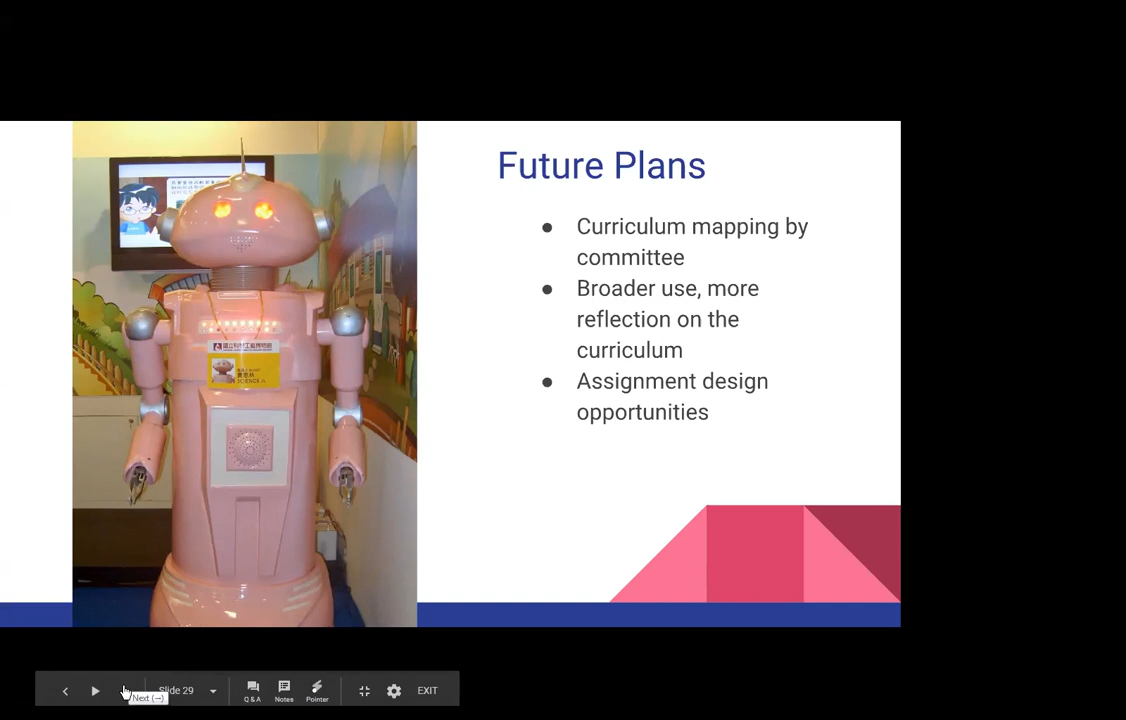 Future Plans
● Curriculum mapping by
committee
● Broader use, more
reflection on the
curriculum
● Assignment design
opportunities
SCIENCE
Slide 29
Next (→)
Q & A
Notes
Pointer
EXIT